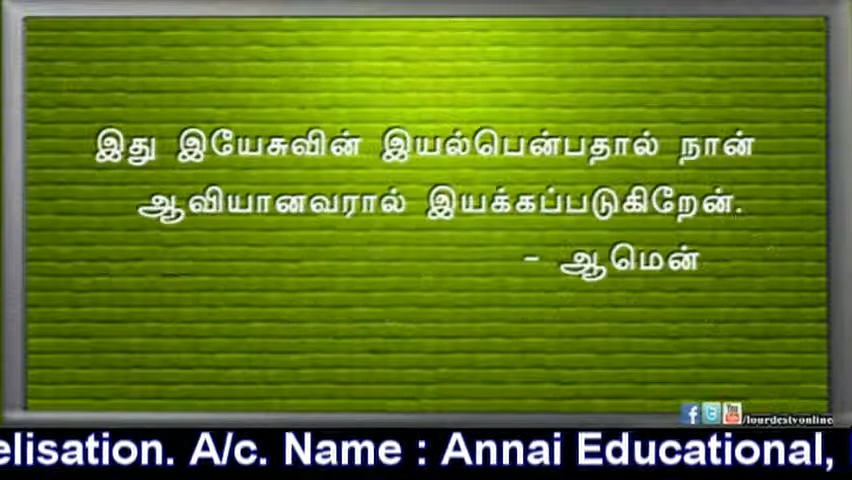 இது இயேசுவின் இயல்பென்பதால் நான்
ஆவியானவரால் இயக்கப்படுகிறேன்.
- ஆமென்
/lourdestvonline
elisation. A/c. Name : Annai Educational,